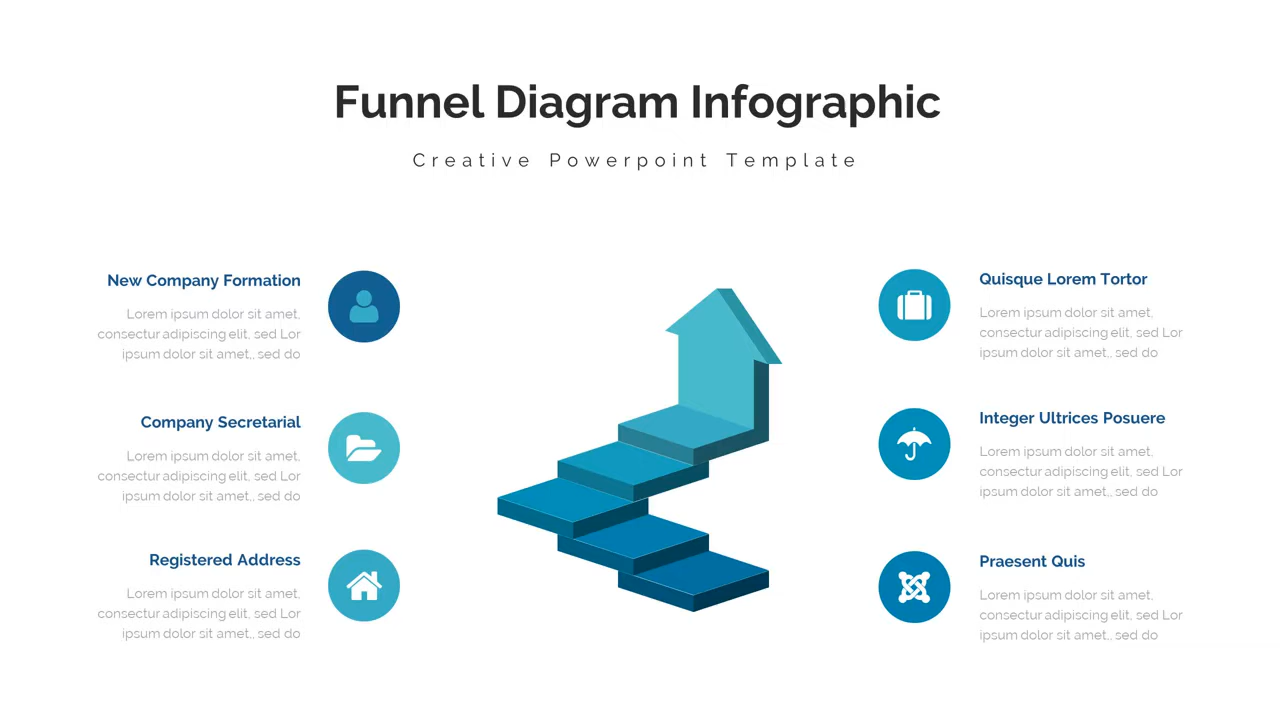 Funnel Diagram Infographic
Creative Powerpoint Template
New Company Formation
Lorem ipsum dolor sit amet,
consectur adipiscing elit, sed Lor
ipsum dolor sit amet,, sed do
Company Secretarial
Lorem ipsum dolor sit amet,
consectur adipiscing elit, sed Lor
ipsum dolor sit amet,, sed do
Registered Address
Lorem ipsum dolor sit amet,
consectur adipiscing elit, sed Lor
ipsum dolor sit amet,, sed do
Quisque Lorem Tortor
Lorem ipsum dolor sit amet,
consectur adipiscing elit, sed Lor
ipsum dolor sit amet,, sed do
Integer Ultrices Posuere
Lorem ipsum dolor sit amet,
consectur adipiscing elit, sed Lor
ipsum dolor sit amet,, sed do
Praesent Quis
Lorem ipsum dolor sit amet,
consectur adipiscing elit, sed Lor
ipsum dolor sit amet,, sed do